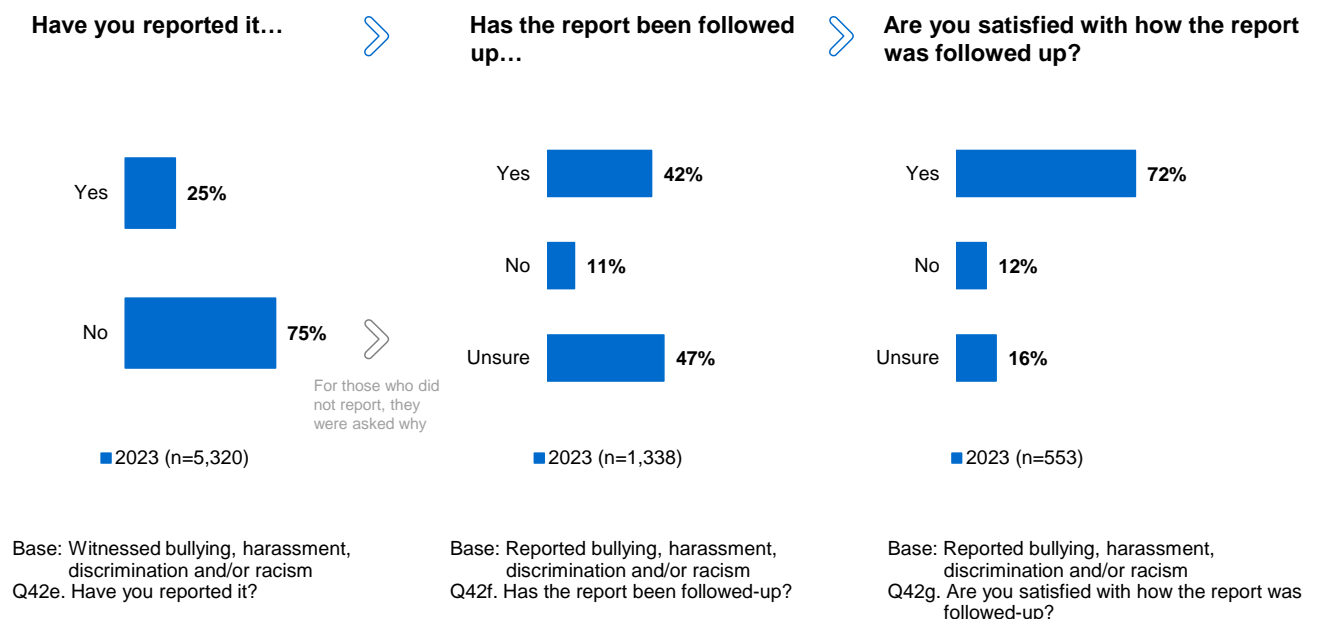 Have you reported it…
Yes
25%
No
75%
For those who did
not report, they
were asked why
2023 (n=5,320)
Base: Witnessed bullying, harassment,
discrimination and/or racism
Q42e. Have you reported it?
Has the report been followed
up…
Yes
42%
No
11%
Unsure
47%
2023 (n=1,338)
Base: Reported bullying, harassment,
discrimination and/or racism
Q42f. Has the report been followed-up?
Are you satisfied with how the report
was followed up?
Yes
72%
No
12%
Unsure
16%
2023 (n=553)
Base: Reported bullying, harassment,
discrimination and/or racism
Q42g. Are you satisfied with how the report was
followed-up?